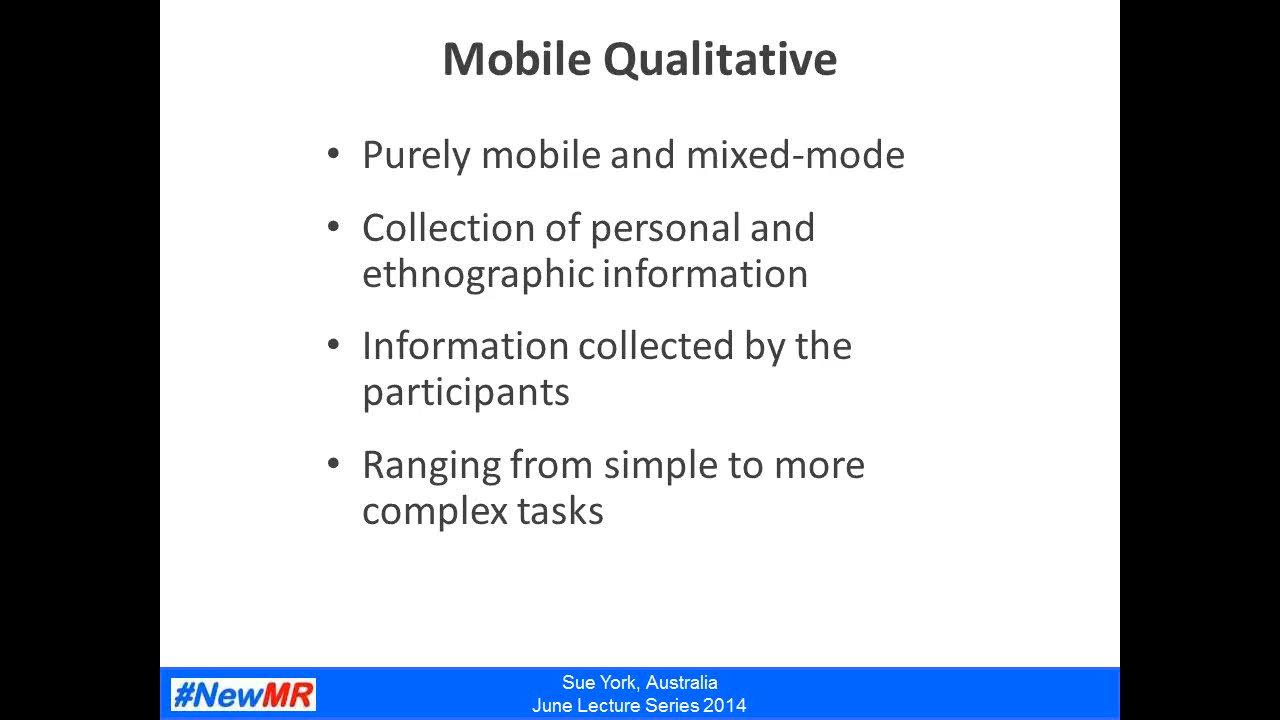 Mobile Qualitative
• Purely mobile and mixed-mode
• Collection of personal and
ethnographic information
• Information collected by the
participants
• Ranging from simple to more
complex tasks
#NewMR
Sue York, Australia
June Lecture Series 2014